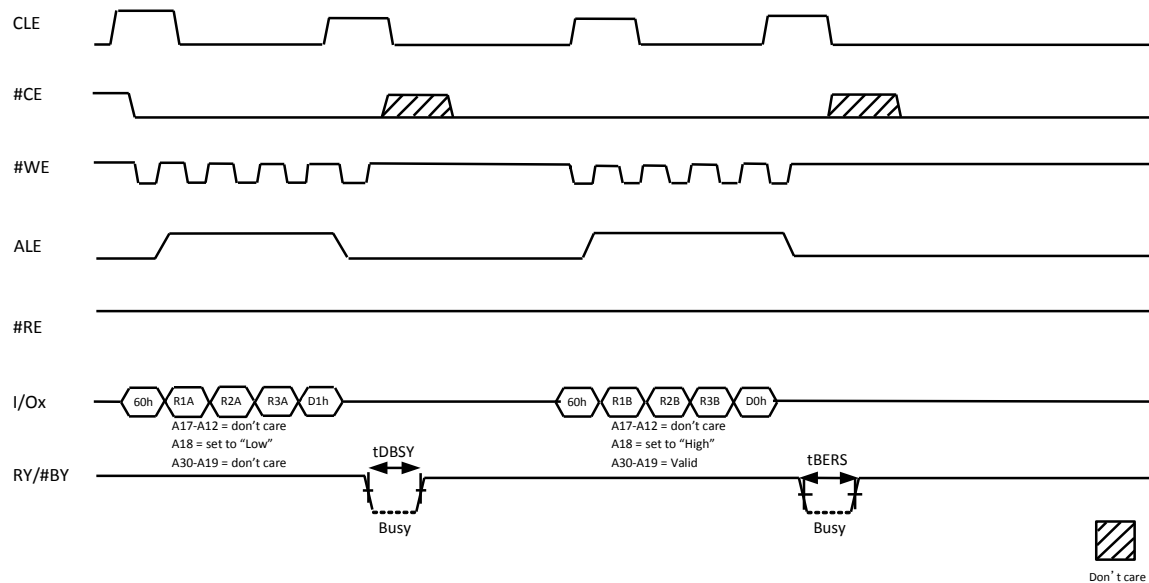 CLE
#CE
#WE
ALE
#RE
I/Ox
60h R1A R2A R3A D1h 60h R1B R2B R3B D0h
A17-A12 = don't care
A18 = set to “Low”
A30-A19 = don't care
A17-A12 = don't care
A18 = set to “High”
A30-A19 = Valid
RY/#BY
tDBSY
Busy
tBERS
Busy
Don’t care